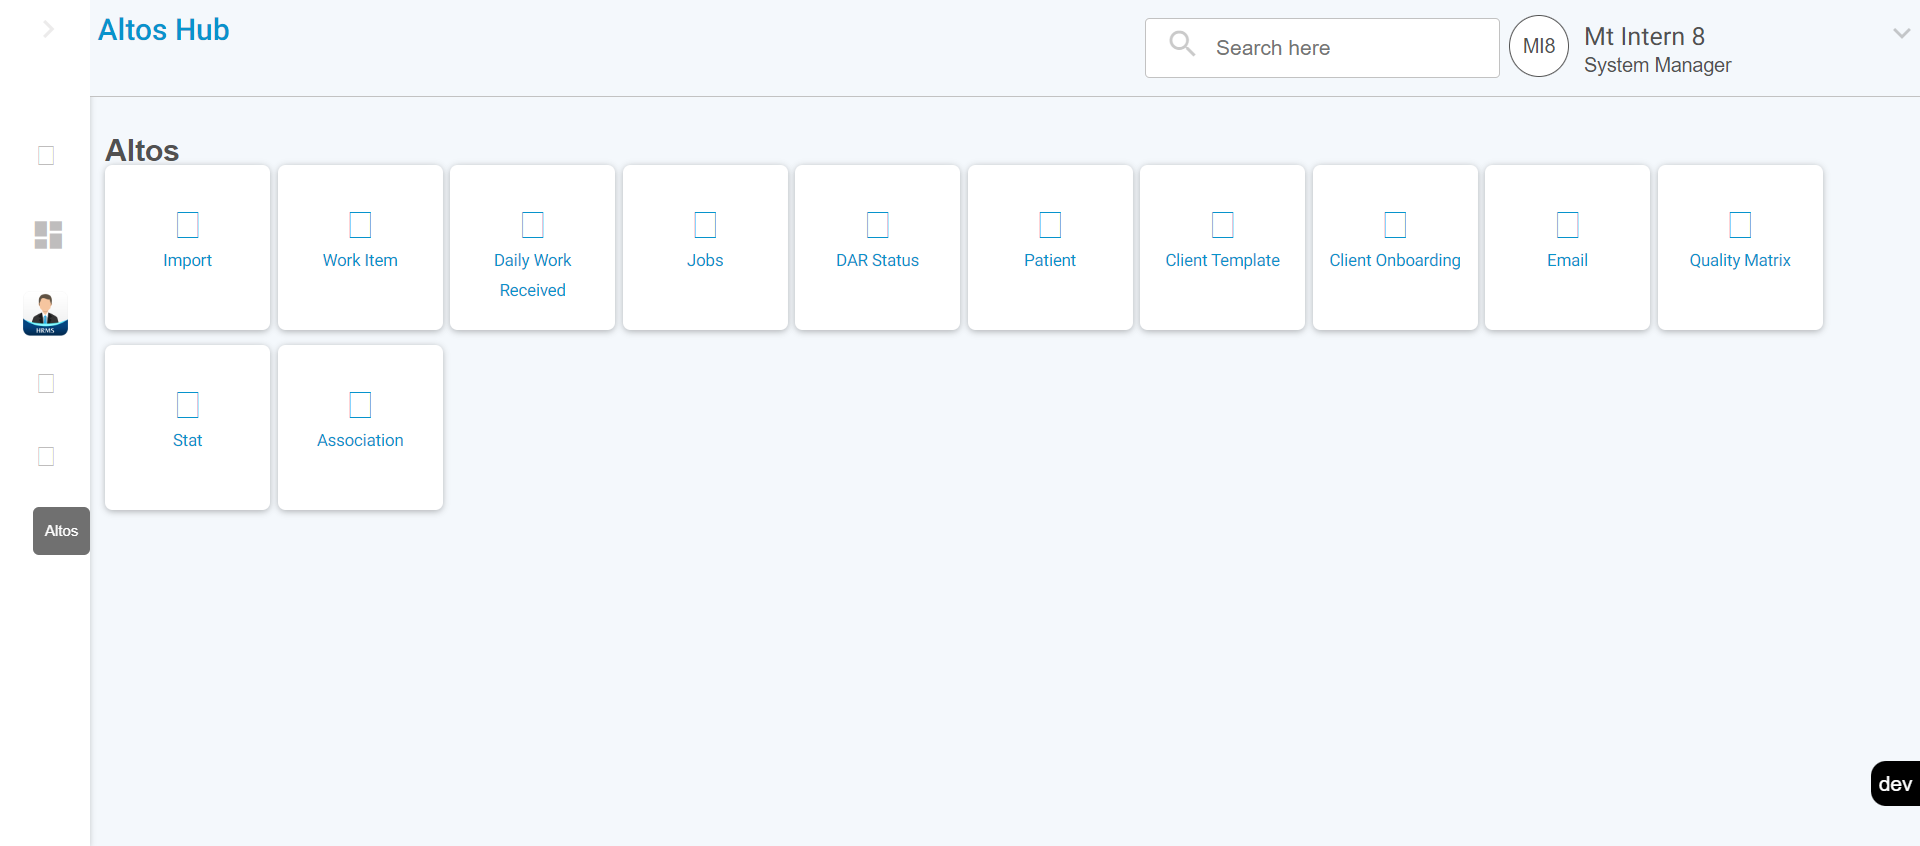 Altos Hub
Search here
MI8
Mt Intern 8
System Manager
Altos
Import
Work Item
Daily Work
Received
Jobs
DAR Status
Patient
Client Template
Client Onboarding
Email
Quality Matrix
HRMS
Stat
Association
Altos
dev